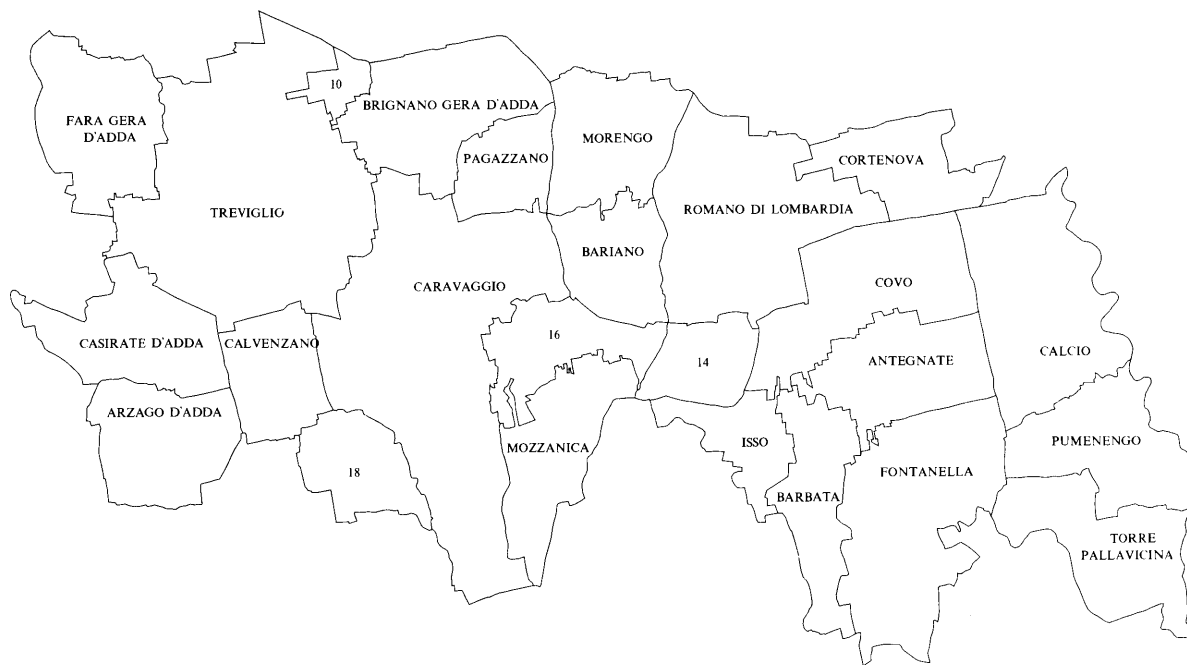 10
BRIGNANO GERA D'ADDA
FARA GERA
D'ADDA
MORENGO
PAGAZZANO
CORTENOVA
TREVIGLIO
ROMANO DI LOMBARDIA
BARIANO
CARAVAGGIO
COVO
CASIRATE D'ADDA
CALVENZANO
16
14
ANTEGNATE
CALCIO
ARZAGO D'ADDA
MOZZANICA
ISSO
PUMENENGO
18
FONTANELLA
BARBATA
TORRE
PALLAVICINA